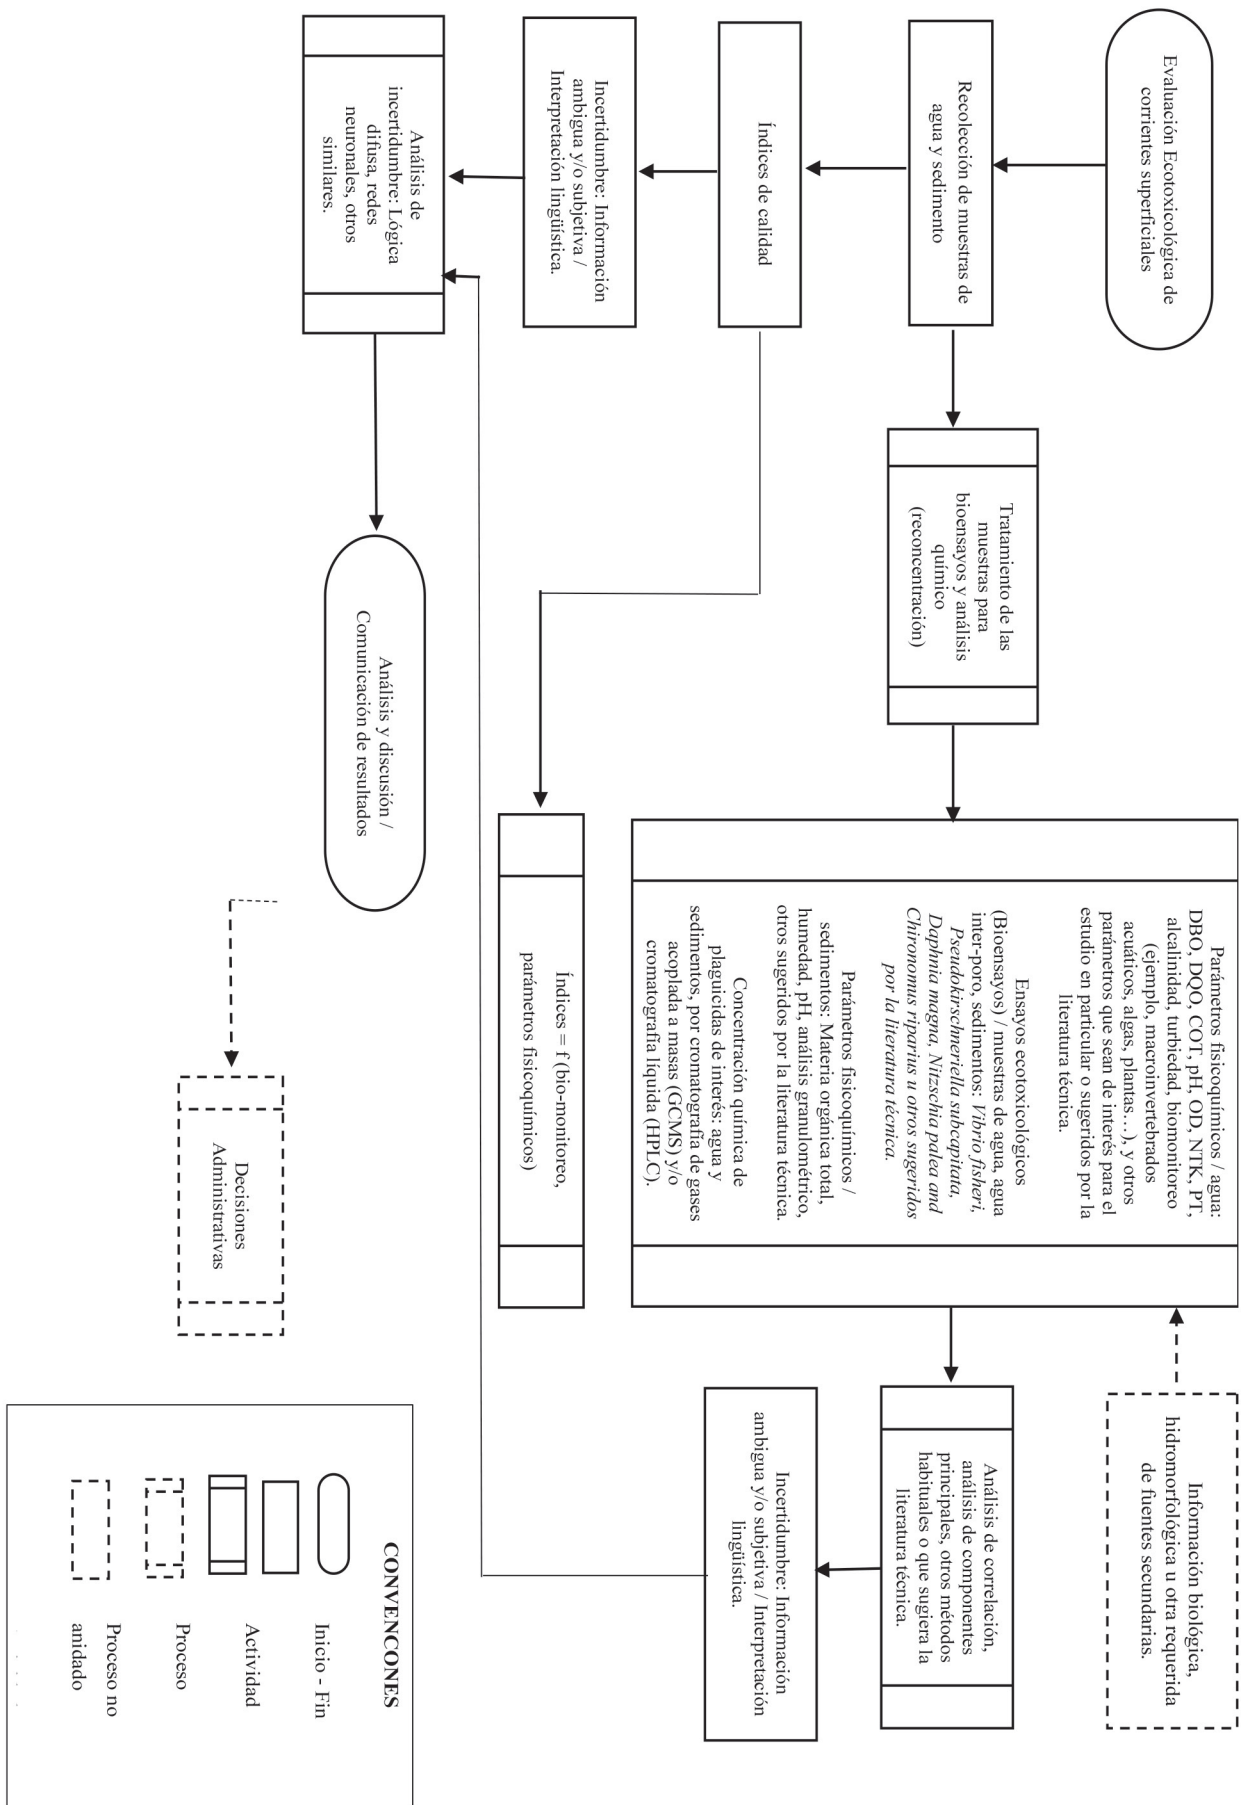 Evaluación Ecotoxicológica de
corrientes superficiales
Recolección de muestras de
agua y sedimento
Índices de calidad
Incertidumbre: Información
ambigua y/o subjetiva /
Interpretación lingüística.
Análisis de
incertidumbre: Lógica
difusa, redes
neuronales, otros
similares.
Tratamiento de las
muestras para
bioensayos y análisis
químico
(reconcentración)
Parámetros fisicoquímicos / agua:
DBO, DQO, COT, pH, OD, NTK, PT,
alcalinidad, turbiedad, biomonitoreo
(ejemplo, macroinvertebrados
acuáticos, algas, plantas…), y otros
parámetros que sean de interés para el
estudio en particular o sugeridos por la
literatura técnica.
Ensayos ecotoxicológicos
(Bioensayos) / muestras de agua, agua
inter-poro, sedimentos: Vibrio fisheri,
Pseudokirschneriella subcapitata,
Daphnia magna, Nitzschia palea and
Chironomus riparius u otros sugeridos
por la literatura técnica.
Parámetros fisicoquímicos /
sedimentos: Materia orgánica total,
humedad, pH, análisis granulométrico,
otros sugeridos por la literatura técnica.
Concentración química de
plaguicidas de interés: agua y
sedimentos, por cromatografía de gases
acoplada a masas (GCMS) y/o
cromatografía líquida (HPLC).
Índices = f (bio-monitoreo,
parámetros fisicoquímicos)
Análisis y discusión /
Comunicación de resultados
Información biológica,
hidromorfológica u otra requerida
de fuentes secundarias.
Análisis de correlación,
análisis de componentes
principales, otros métodos
habituales o que sugiera la
literatura técnica.
Incertidumbre: Información
ambigua y/o subjetiva / Interpretación
lingüística.
Decisiones
Administrativas
CONVENCONES
Inicio - Fin
Actividad
Proceso
Proceso no
anidado